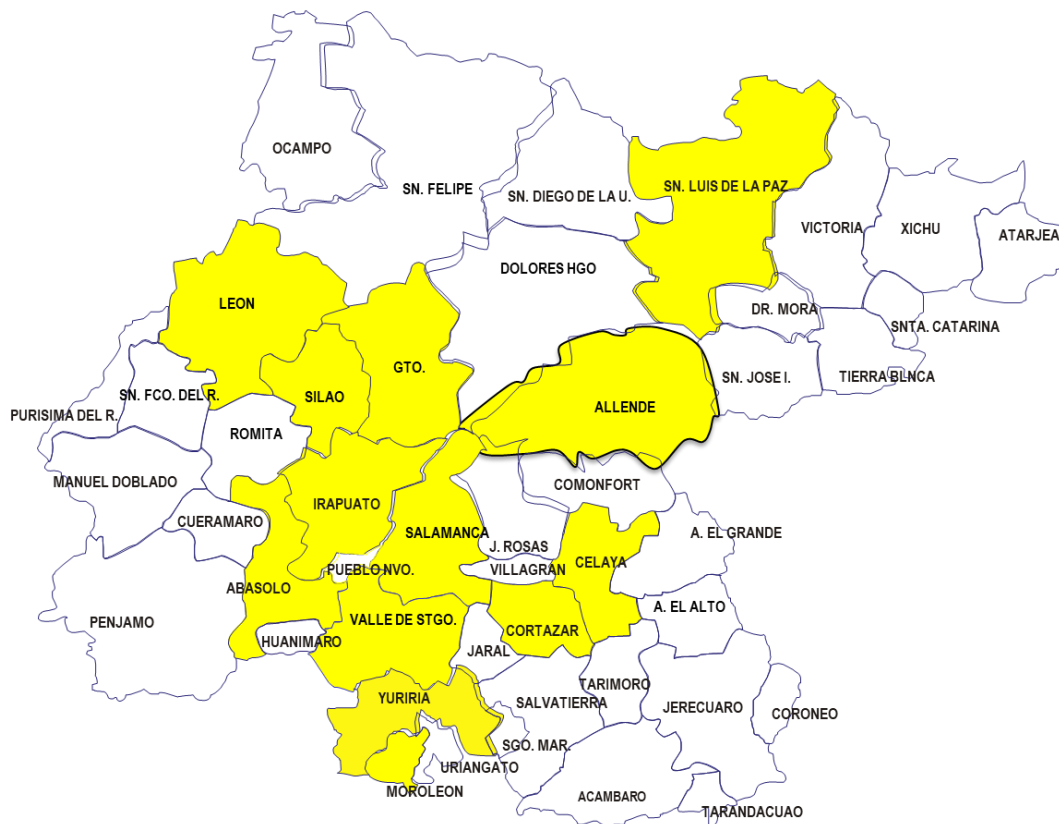 OCAMPO
SN. FELIPE
SN. DIEGO DE LA U.
SN. LUIS DE LA PAZ
VICTORIA
XICHU
ATARJEA
DOLORES HGO
LEON
DR. MORA
SNTA. CATARINA
GTO.
SN. JOSE I.
TIERRA BLNCA
SN. FCO. DEL R.
SILAO
ALLENDE
PURISIMA DEL R.
ROMITA
MANUEL DOBLADO
COMONFORT
IRAPUATO
CUERAMARO
SALAMANCA
A. EL GRANDE
J. ROSAS
CELAYA
PUEBLO NVO.
VILLAGRAN
ABASOLO
A. EL ALTO
PENJAMO
VALLE DE STGO.
CORTAZAR
HUANIMARO
JARAL
TARIMORO
YURIRIA
SALVATIERRA
JERECUARO
CORONEO
SGO. MAR.
URIANGATO
MOROLEON
ACAMBARO
TARANDACUAO